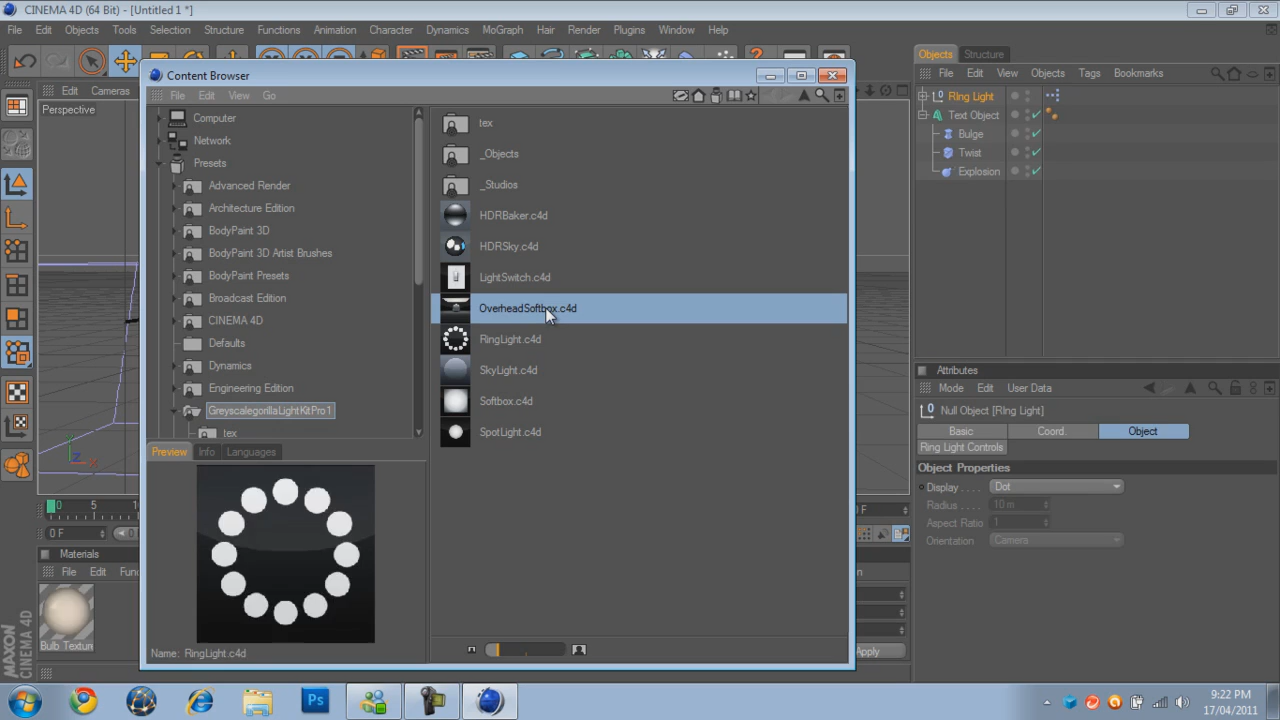 CINEMA 4D (64 Bit) - [Untitled 1 *]
File Edit Objects Tools Selection Structure Functions Animation Character Dynamics MoGraph Hair Render Plugins Window Help
Edit Cameras
Perspective
Content Browser
File Edit View Go
Computer
Network
Presets
Advanced Render
Architecture Edition
BodyPaint 3D
BodyPaint 3D Artist Brushes
BodyPaint Presets
Broadcast Edition
CINEMA 4D
Defaults
Dynamics
Engineering Edition
GreyscalegorillaLightKitPro1
tex
tex
_Objects
_Studios
HDRBaker.c4d
HDRSky.c4d
LightSwitch.c4d
OverheadSoftbox.c4d
RingLight.c4d
SkyLight.c4d
Softbox.c4d
SpotLight.c4d
Preview Info Languages
Name: RingLight.c4d
Objects Structure
File Edit View Objects Tags Bookmarks
RIng Light
Text Object
Bulge
Twist
Explosion
Attributes
Mode Edit User Data
Null Object [RIng Light]
Basic Coord. Object
Ring Light Controls
Object Properties
Display . . . . Dot
Radius . . . . 10 m
Aspect Ratio 1
Orientation . Camera
0 5 10
0 F
Materials
File Edit
Bulb Texture
Apply
MAXON
CINEMA 4D
Ps
9:22 PM
17/04/2011